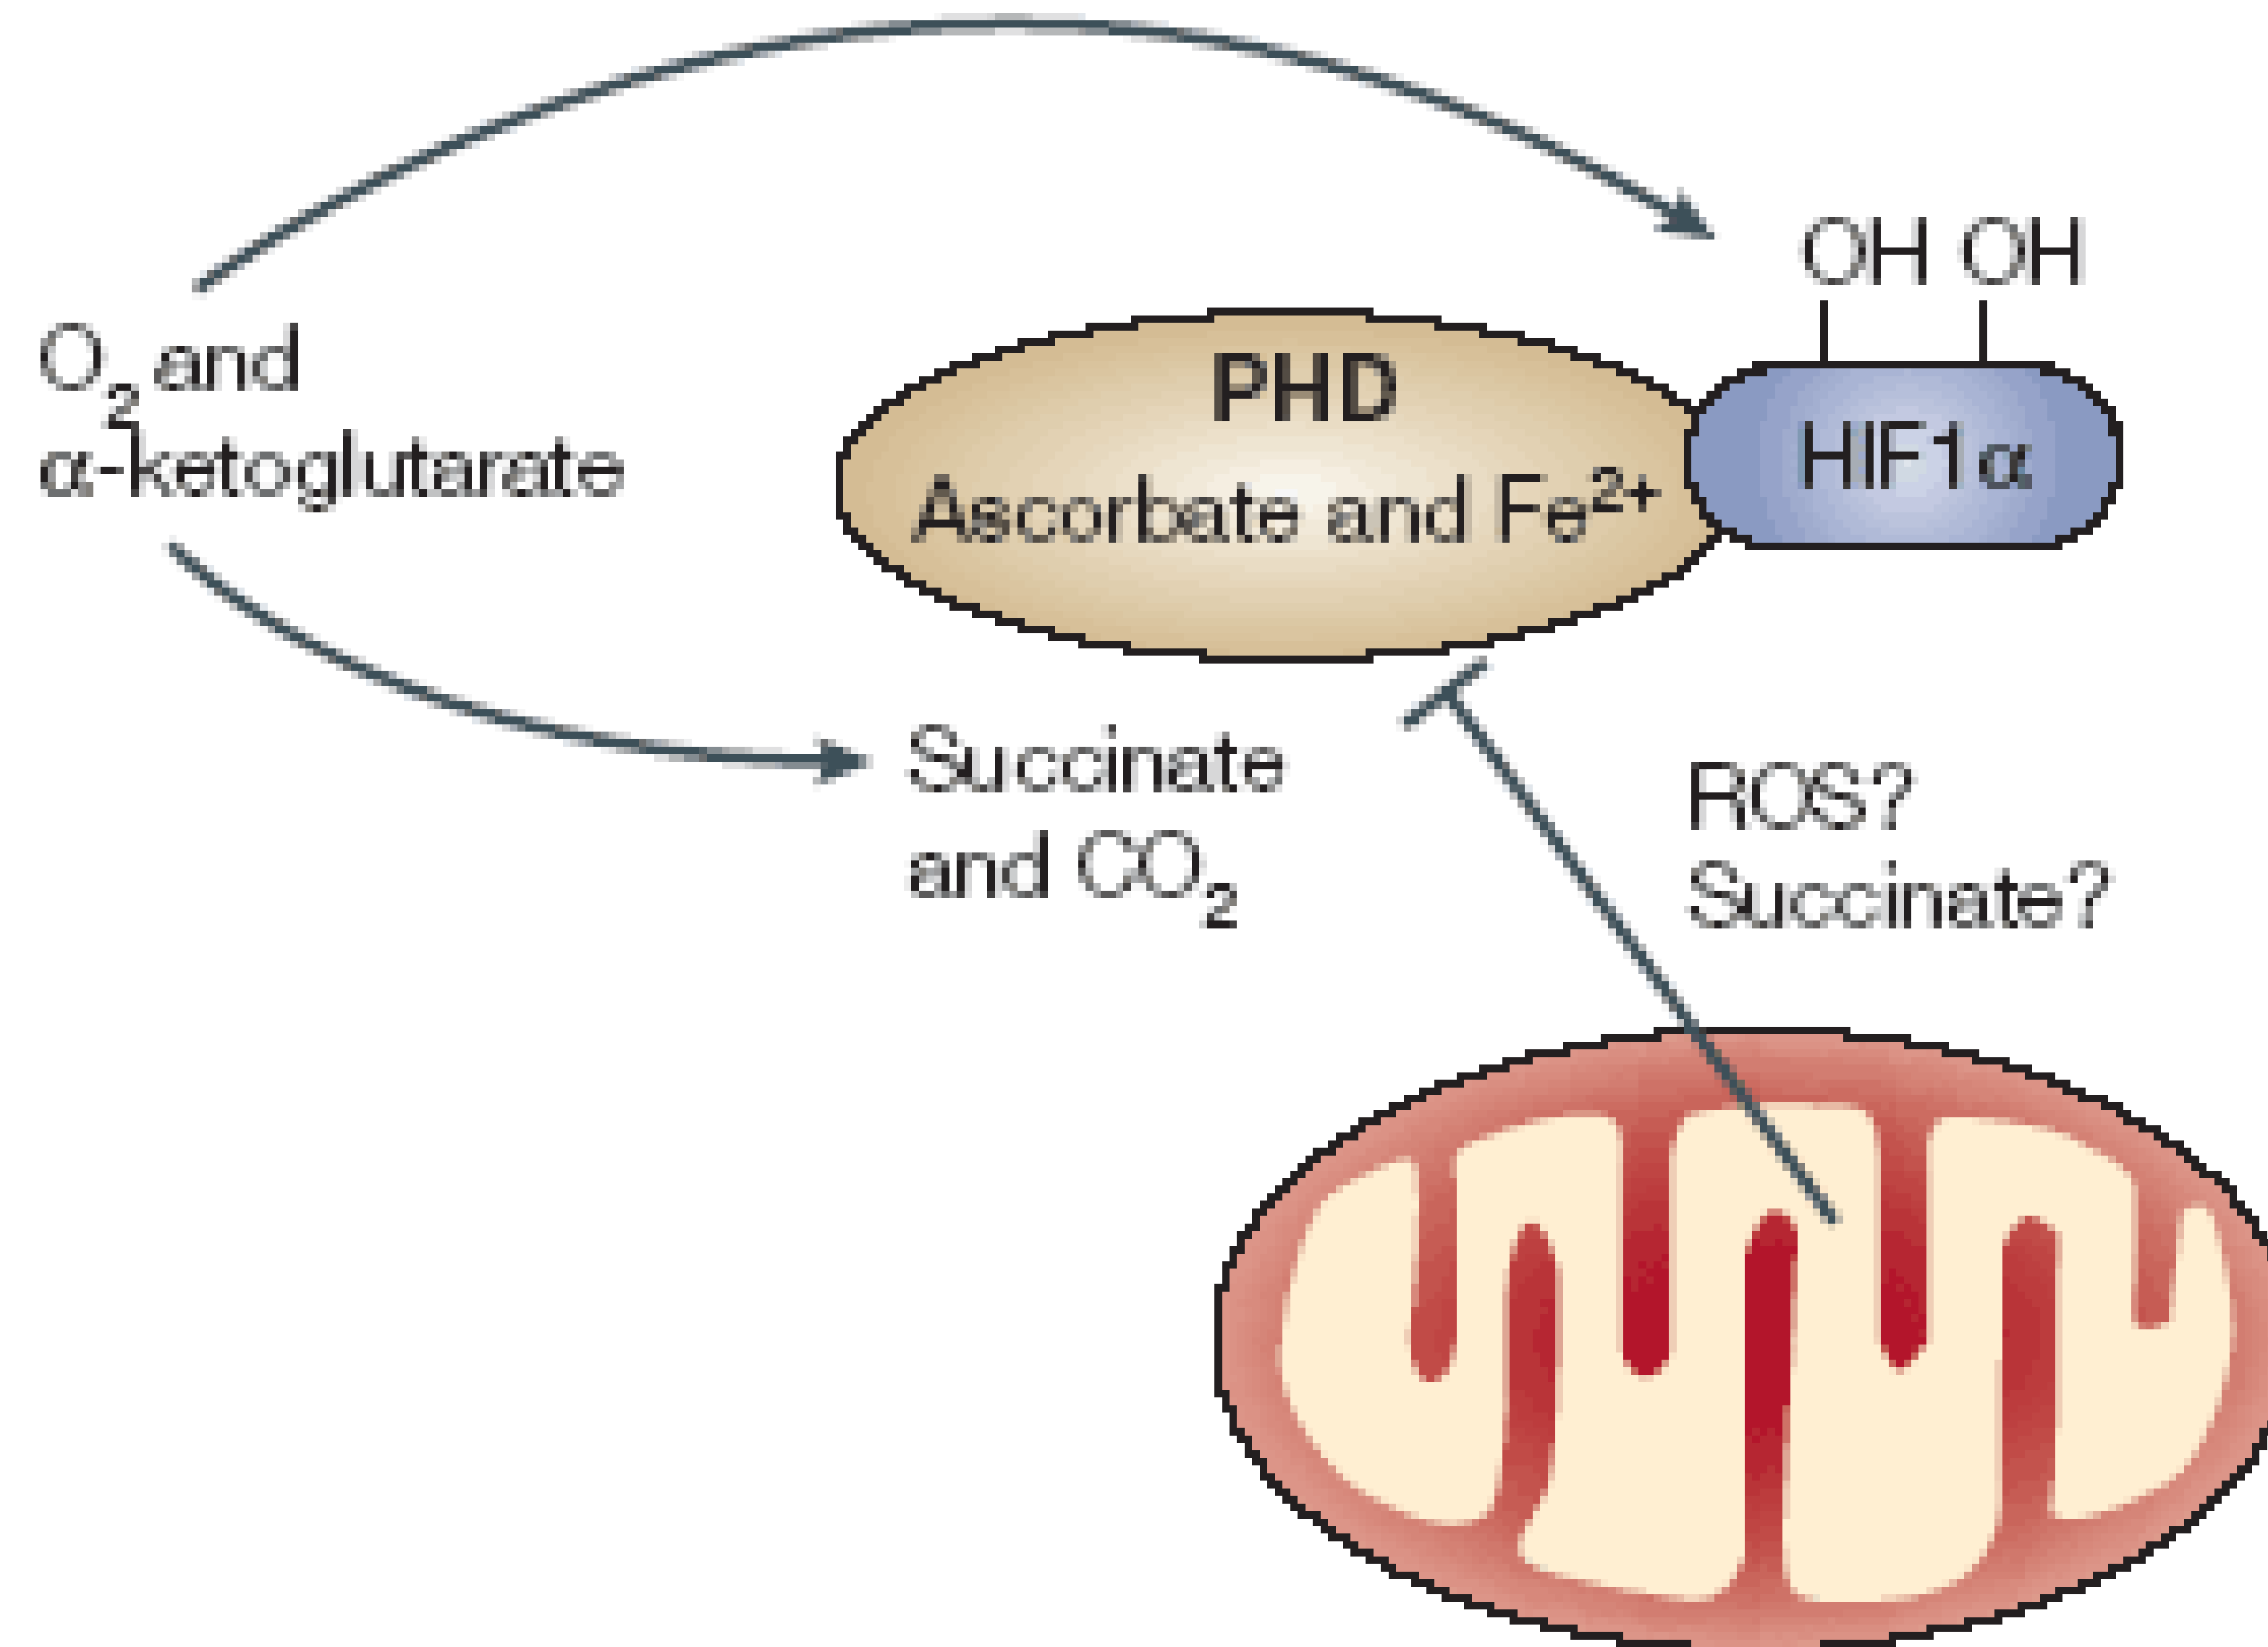 OH OH
O₂ and
α-ketoglutarate
PHD
Ascorbate and Fe²⁺
HIF1α
Succinate
and CO₂
ROS?
Succinate?